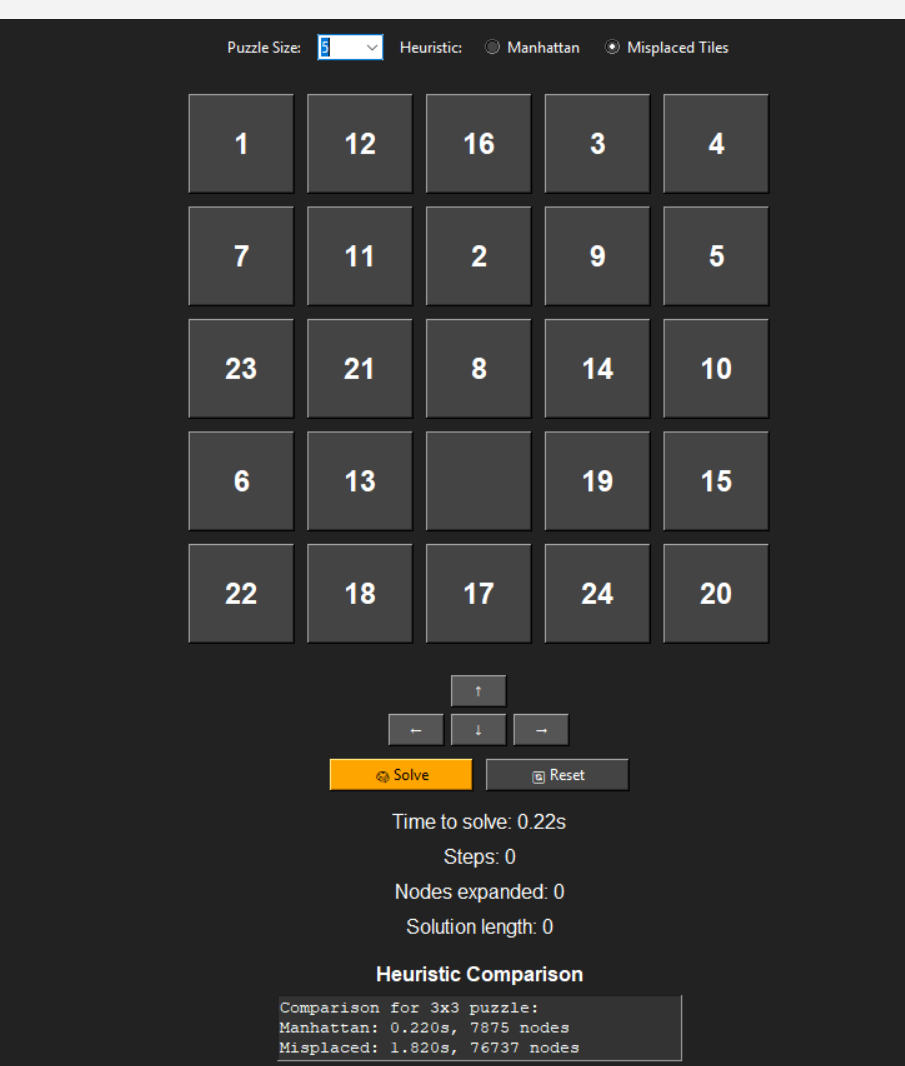 Puzzle Size: 5 Heuristic: Manhattan Misplaced Tiles
1 12 16 3 4
7 11 2 9 5
23 21 8 14 10
6 13 19 15
22 18 17 24 20
↑
← ↓ →
Solve Reset
Time to solve: 0.22s
Steps: 0
Nodes expanded: 0
Solution length: 0
Heuristic Comparison
Comparison for 3x3 puzzle:
Manhattan: 0.220s, 7875 nodes
Misplaced: 1.820s, 76737 nodes